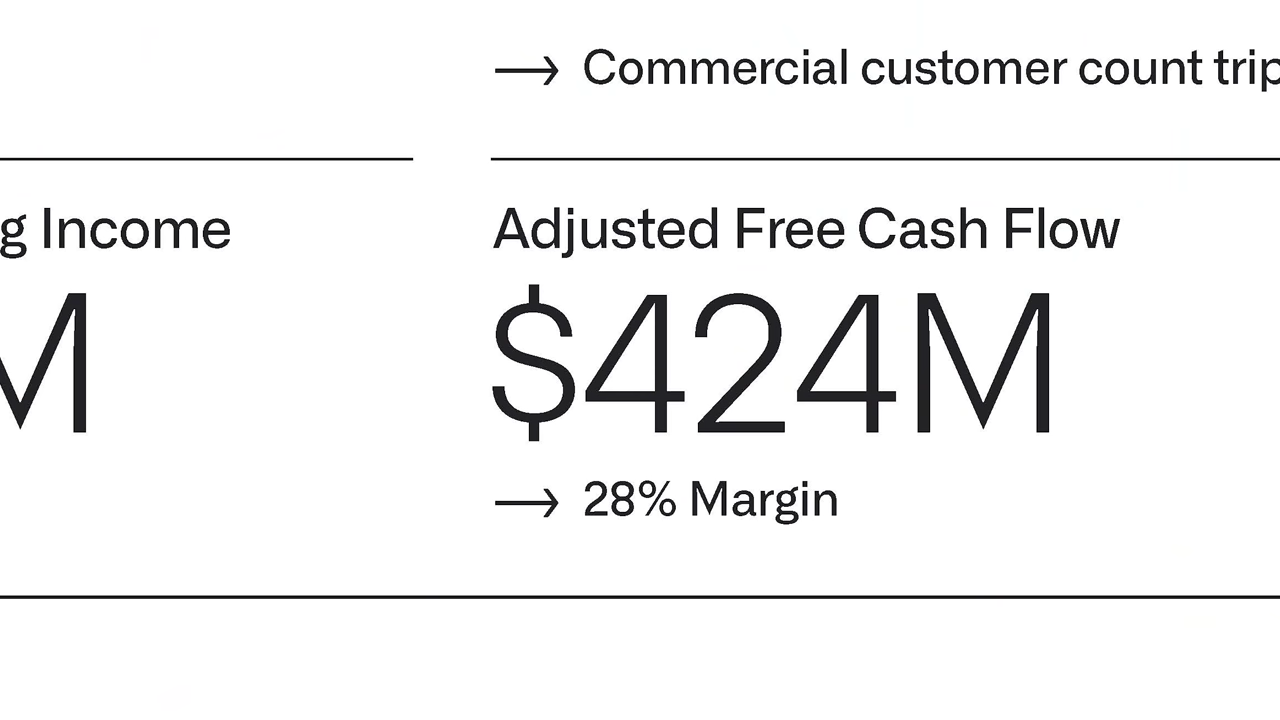 → Commercial customer count trip
g Income
Adjusted Free Cash Flow
M
$424M
→ 28% Margin